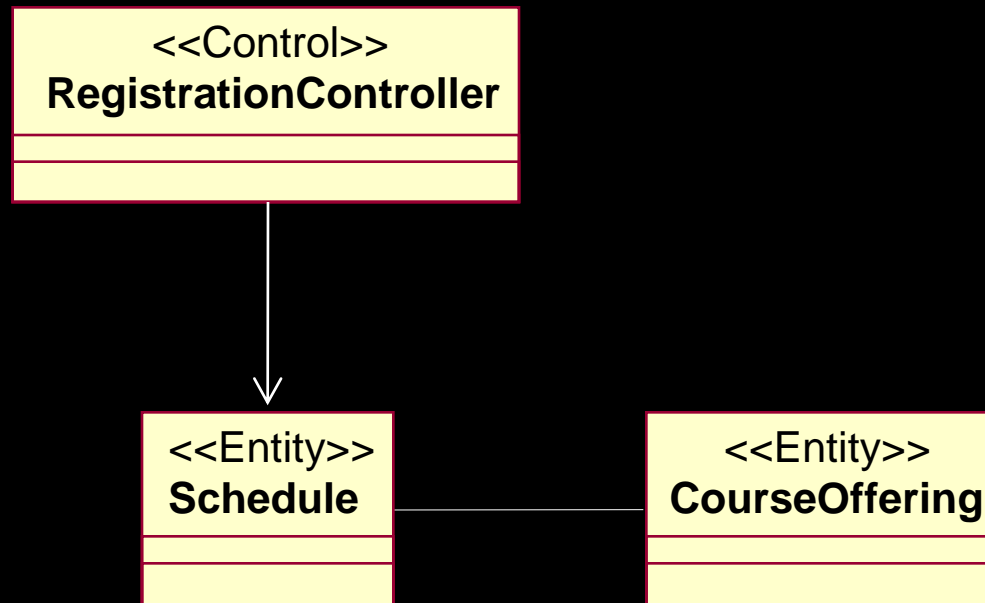 <<Control>>
RegistrationController
<<Entity>>
Schedule
<<Entity>>
CourseOffering